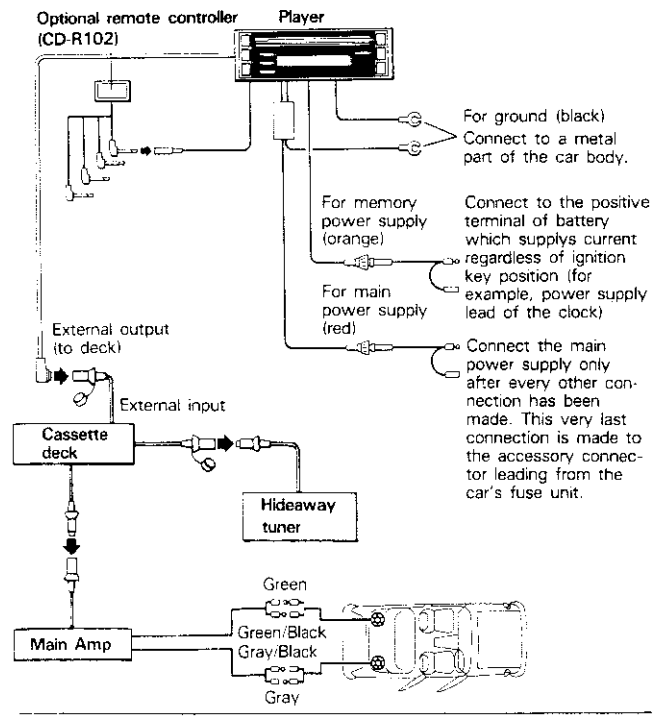 Optional remote controller
(CD-R102)
Player
For ground (black)
Connect to a metal
part of the car body.
For memory
power supply
(orange)
Connect to the positive
terminal of battery
which supplys current
regardless of ignition
key position (for
example, power supply
lead of the clock)
For main
power supply
(red)
Connect the main
power supply only
after every other con-
nection has been
made. This very last
connection is made to
the accessory connec-
tor leading from the
car's fuse unit.
External output
(to deck)
External input
Cassette
deck
Hideaway
tuner
Main Amp
Green
Green/Black
Gray/Black
Gray